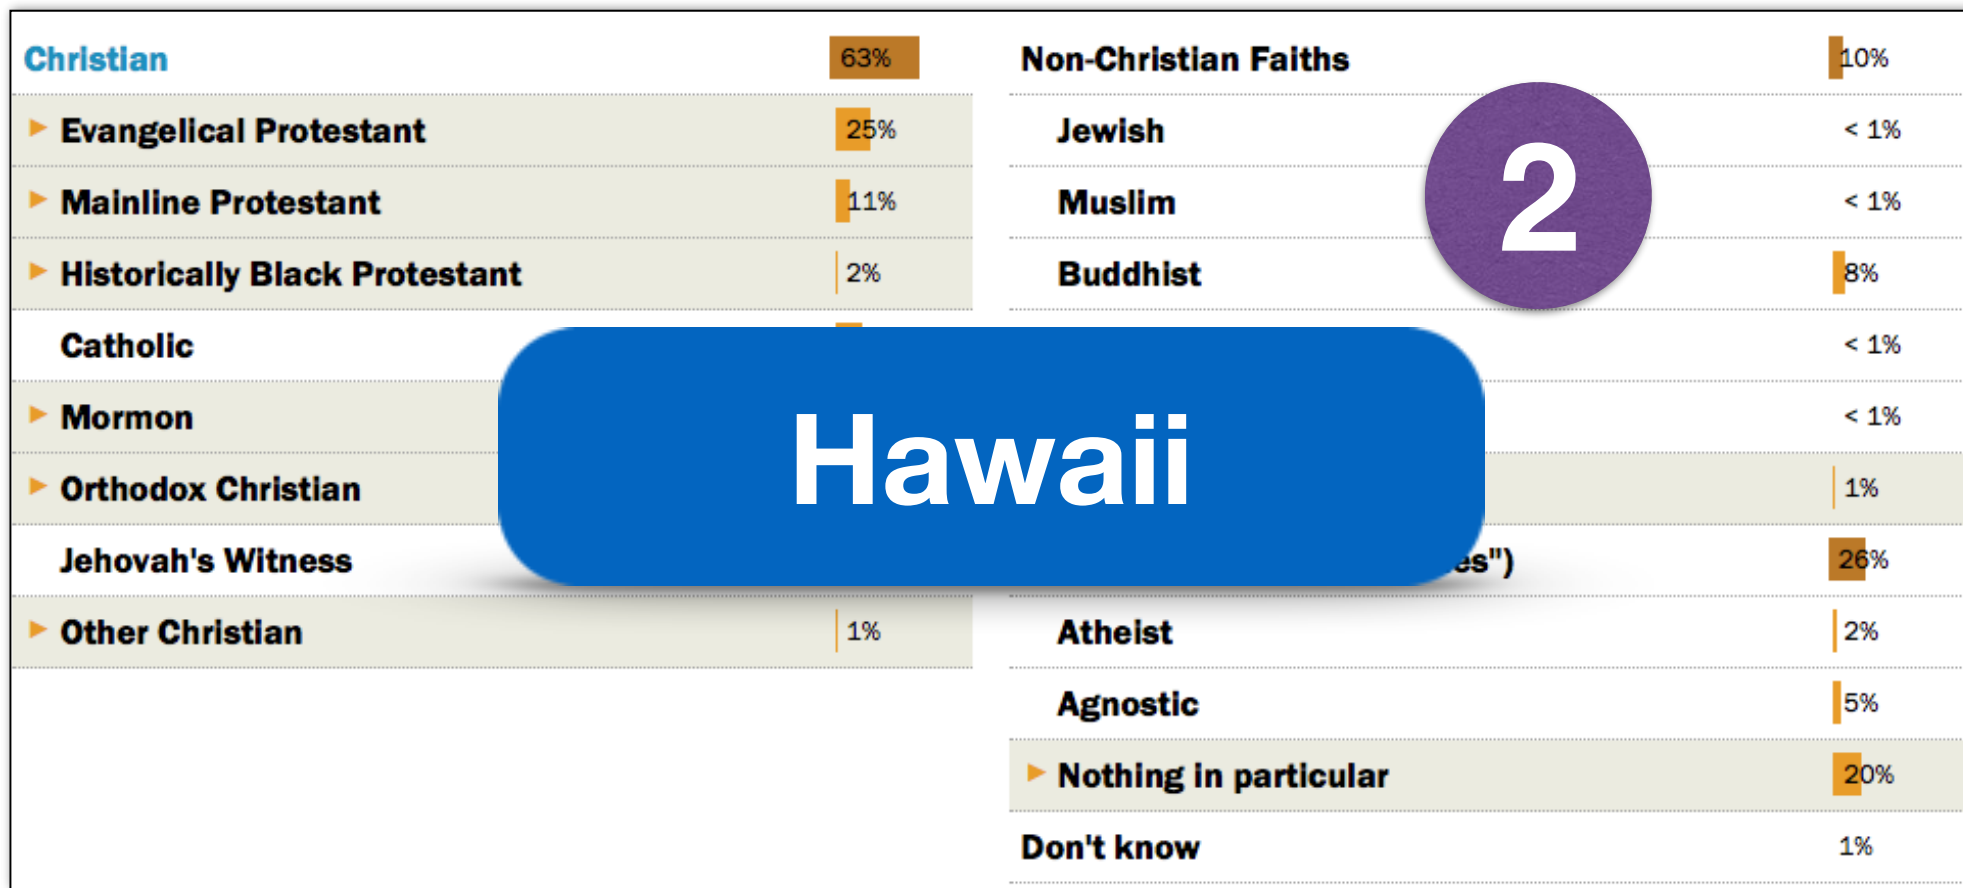 Christian 63%
Evangelical Protestant 25%
Mainline Protestant 11%
Historically Black Protestant 2%
Catholic
Mormon
Orthodox Christian
Jehovah's Witness
Other Christian 1%
Non-Christian Faiths 10%
Jewish < 1%
Muslim < 1%
Buddhist 8%
< 1%
< 1%
1%
es") 26%
Atheist 2%
Agnostic 5%
Nothing in particular 20%
Don't know 1%
2
Hawaii